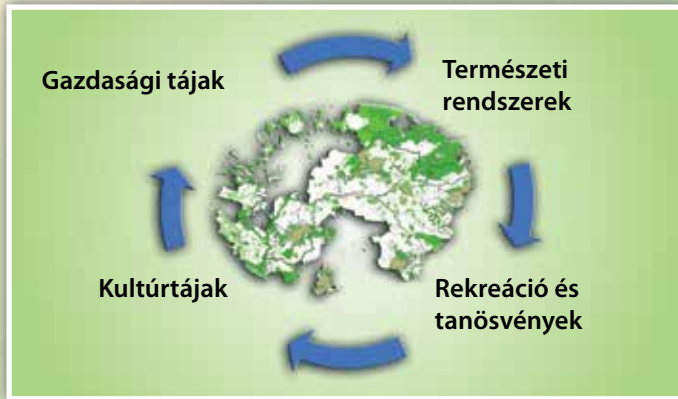 Gazdasági tájak
Természeti
rendszerek
Kultúrtájak
Rekreáció és
tanösvények